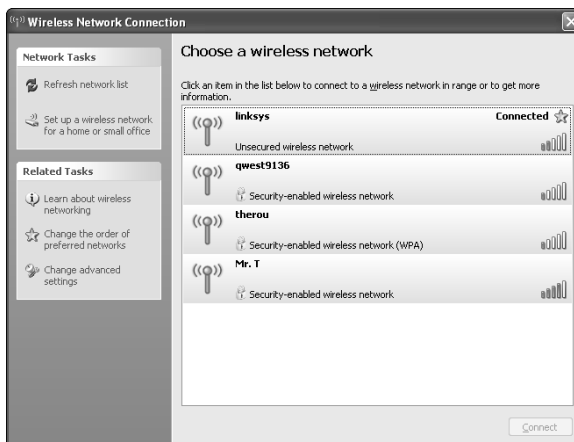 Wireless Network Connection
Network Tasks
Refresh network list
Set up a wireless network
for a home or small office
Related Tasks
Learn about wireless
networking
Change the order of
preferred networks
Change advanced
settings
Choose a wireless network
Click an item in the list below to connect to a wireless network in range or to get more
information.
linksys Connected
Unsecured wireless network
qwest9136
Security-enabled wireless network
therou
Security-enabled wireless network (WPA)
Mr. T
Security-enabled wireless network
Connect